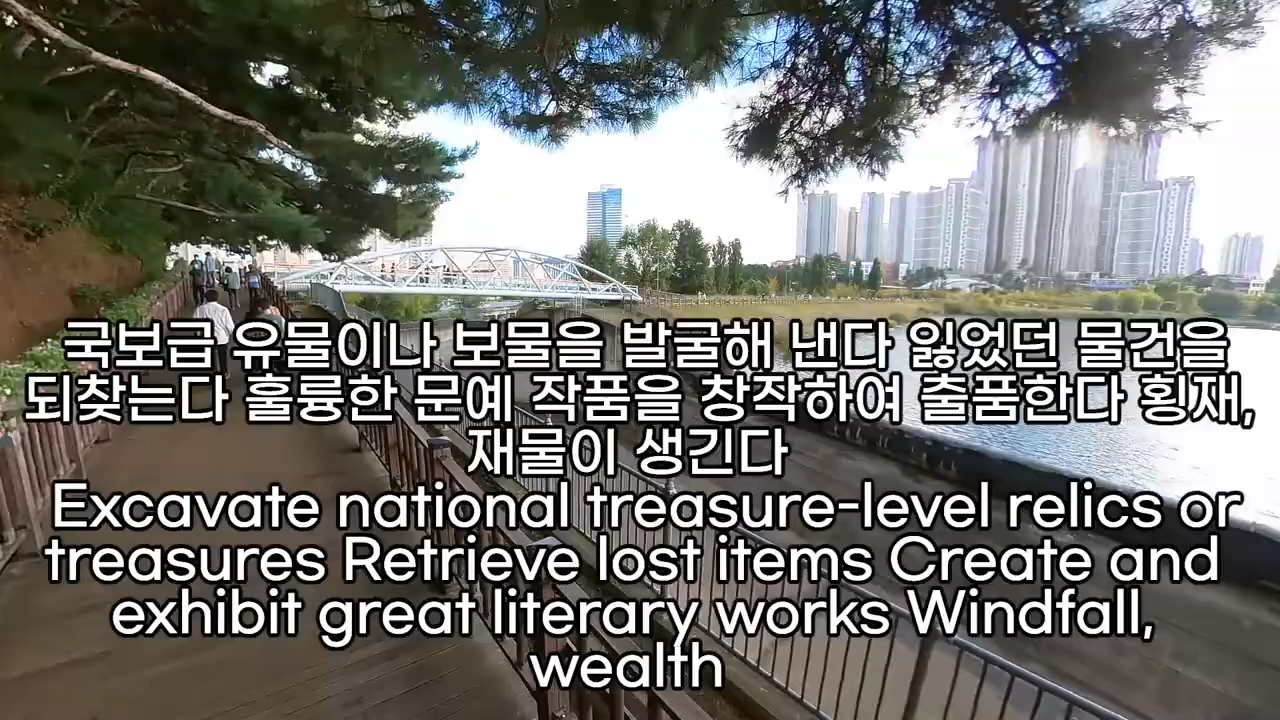 국보급 유물이나 보물을 발굴해 낸다 잃었던 물건을
되찾는다 훌륭한 문예 작품을 창작하여 출품한다 횡재,
재물이 생긴다
Excavate national treasure-level relics or
treasures Retrieve lost items Create and
exhibit great literary works Windfall,
wealth